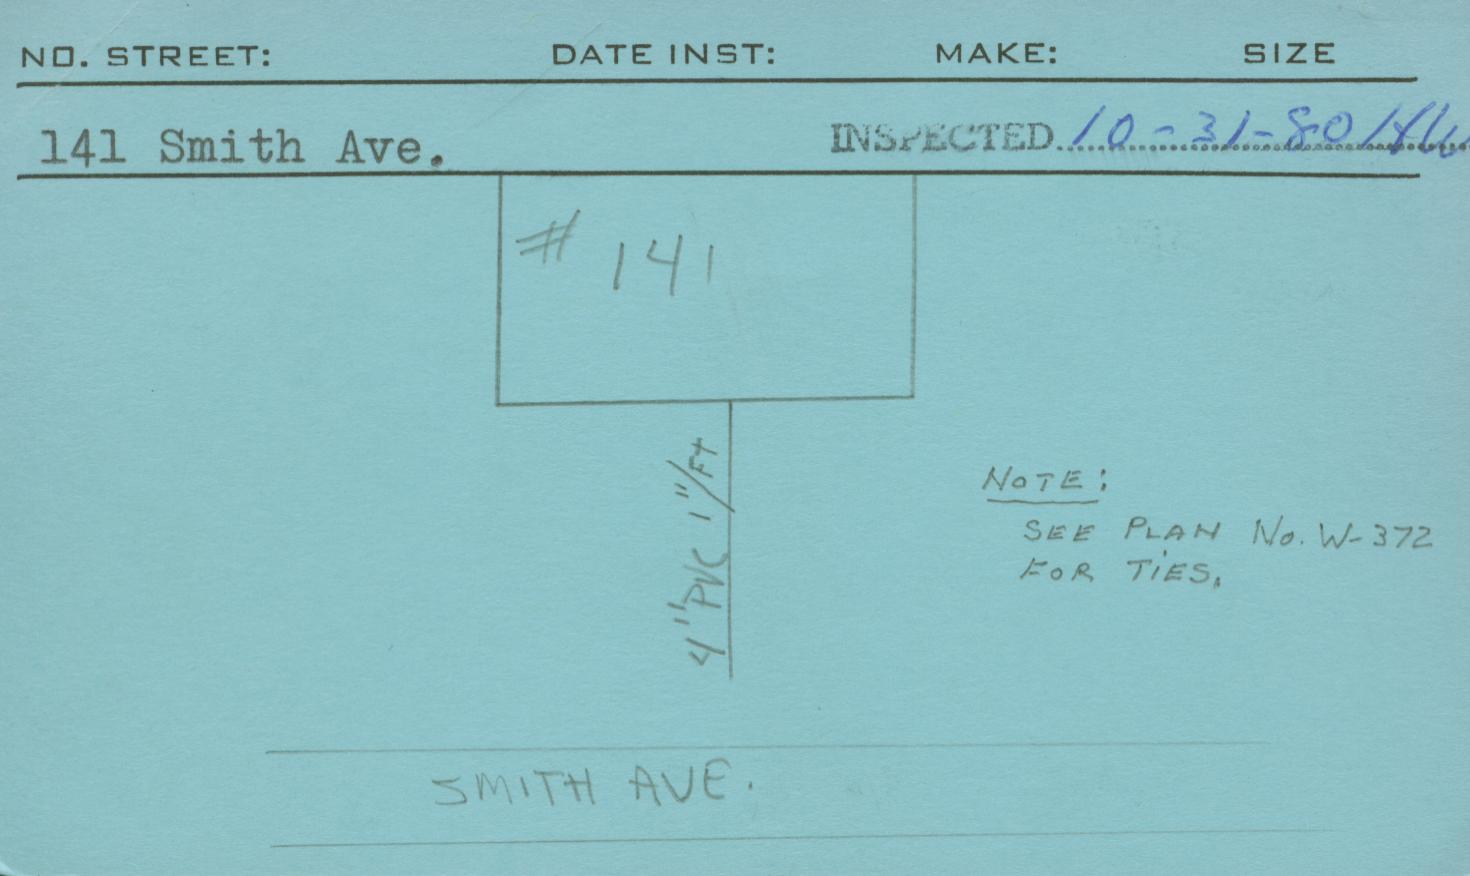 NO. STREET: DATE INST: MAKE: SIZE
141 Smith Ave. INSPECTED 10-31-80
# 141
4" PVC 1"/FT
NOTE:
SEE PLAN No. W-372
FOR TIES.
SMITH AVE.